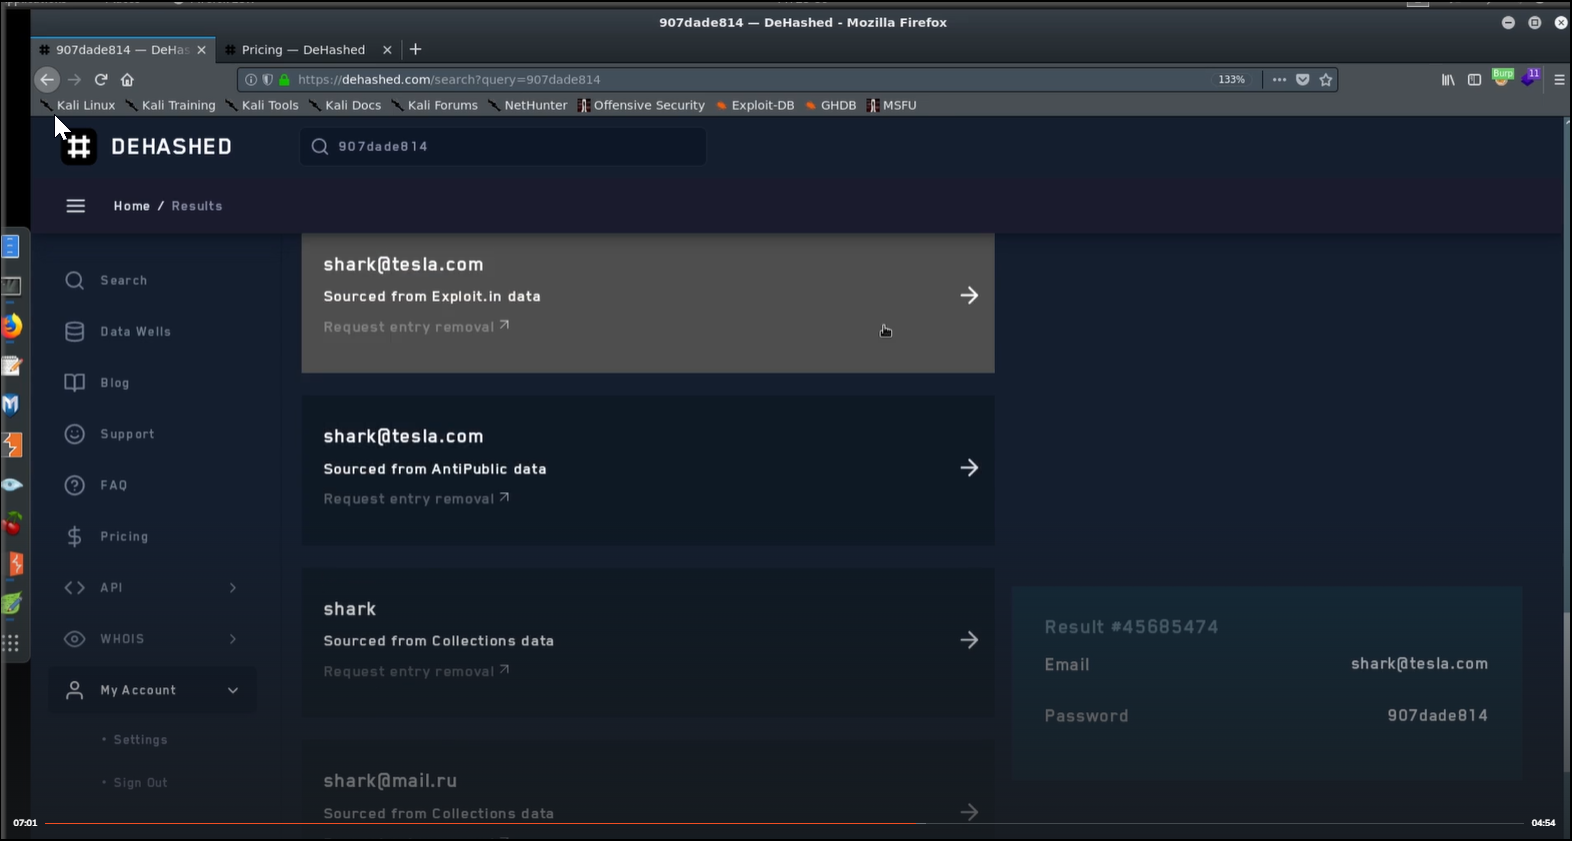 907dade814 — DeHashed - Mozilla Firefox
907dade814 — DeHas
Pricing — DeHashed
https://dehashed.com/search?query=907dade814
133%
Burp
11
Kali Linux Kali Training Kali Tools Kali Docs Kali Forums NetHunter Offensive Security Exploit-DB GHDB MSFU
DEHASHED
907dade814
Home / Results
Search
Data Wells
Blog
Support
FAQ
Pricing
API
WHOIS
My Account
• Settings
• Sign Out
shark@tesla.com
Sourced from Exploit.in data
Request entry removal
shark@tesla.com
Sourced from AntiPublic data
Request entry removal
shark
Sourced from Collections data
Request entry removal
shark@mail.ru
Sourced from Collections data
Result #45685474
Email shark@tesla.com
Password 907dade814
07:01
04:54